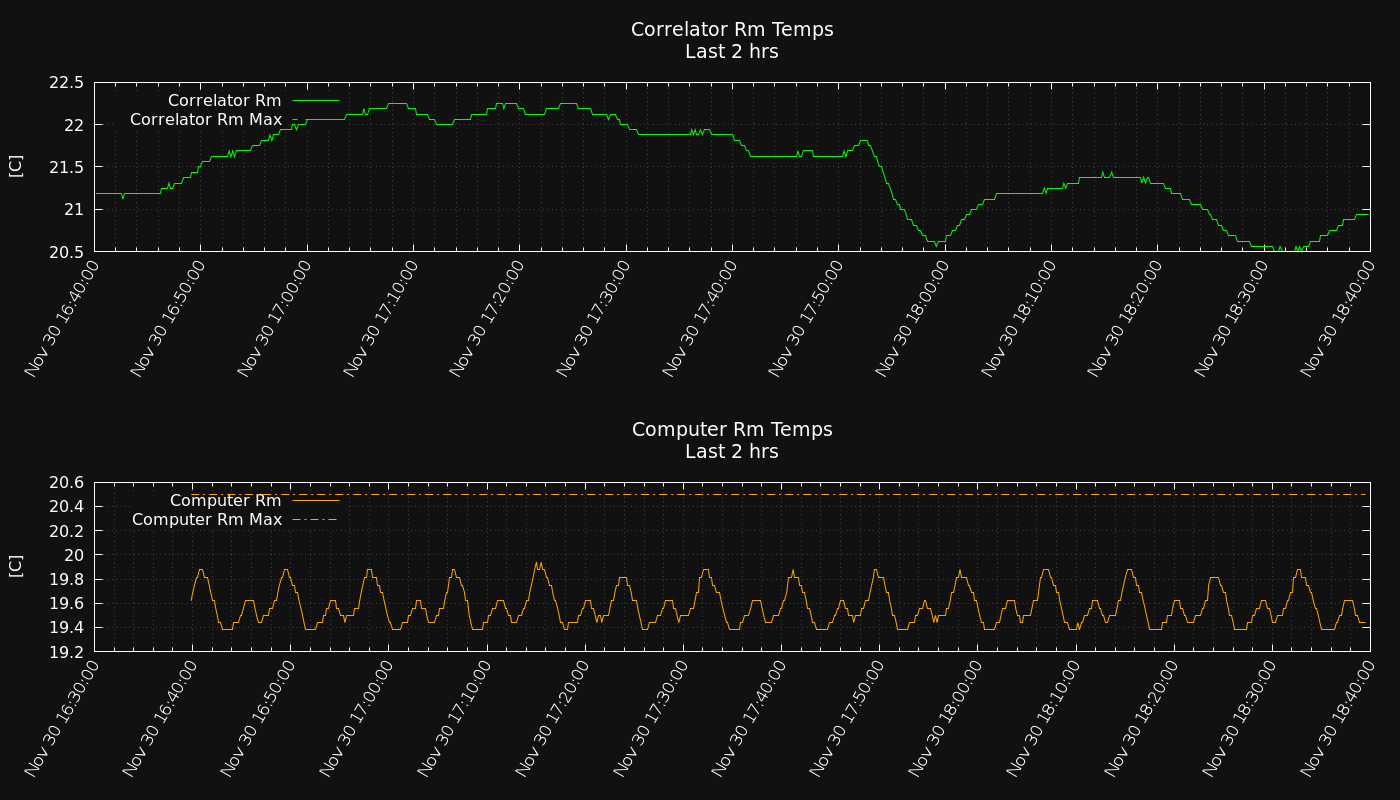 Correlator Rm Temps
Last 2 hrs
22.5
22
21.5
21
20.5
[C]
Correlator Rm
Correlator Rm Max
Nov 30 16:40:00
Nov 30 16:50:00
Nov 30 17:00:00
Nov 30 17:10:00
Nov 30 17:20:00
Nov 30 17:30:00
Nov 30 17:40:00
Nov 30 17:50:00
Nov 30 18:00:00
Nov 30 18:10:00
Nov 30 18:20:00
Nov 30 18:30:00
Nov 30 18:40:00
Computer Rm Temps
Last 2 hrs
20.6
20.4
20.2
20
19.8
19.6
19.4
19.2
[C]
Computer Rm
Computer Rm Max
Nov 30 16:30:00
Nov 30 16:40:00
Nov 30 16:50:00
Nov 30 17:00:00
Nov 30 17:10:00
Nov 30 17:20:00
Nov 30 17:30:00
Nov 30 17:40:00
Nov 30 17:50:00
Nov 30 18:00:00
Nov 30 18:10:00
Nov 30 18:20:00
Nov 30 18:30:00
Nov 30 18:40:00